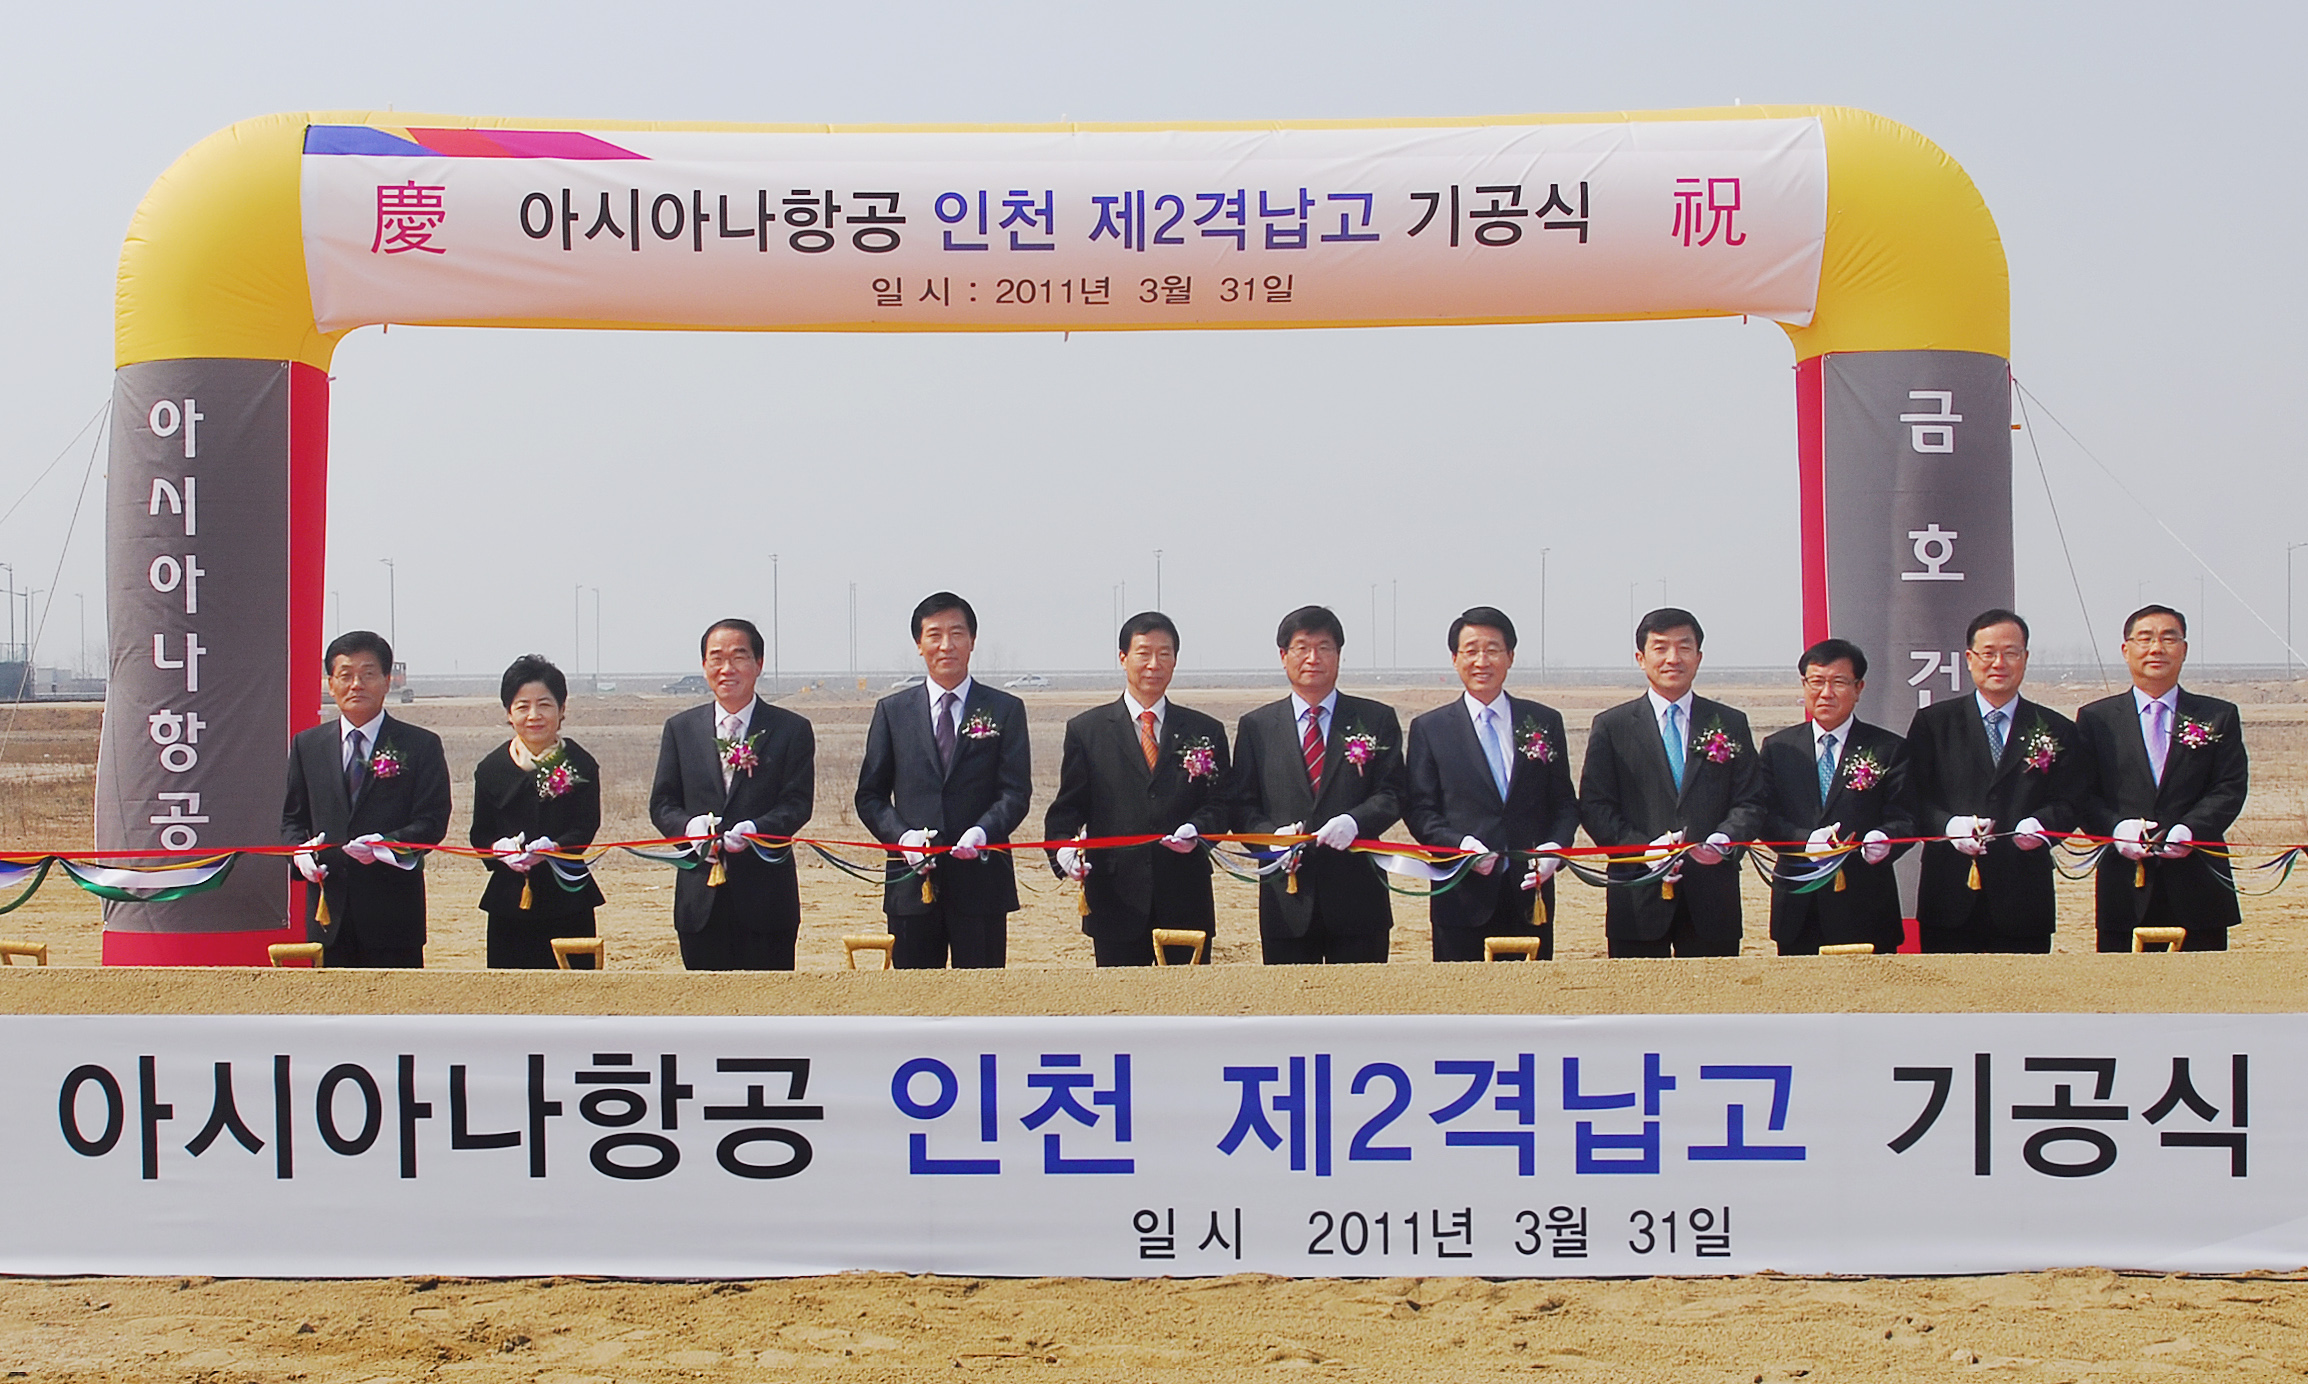 慶 아시아나항공 인천 제2격납고 기공식 祝
일 시 : 2011년 3월 31일
아시아나항공
금호건
아시아나항공 인천 제2격납고 기공식
일 시 2011년 3월 31일